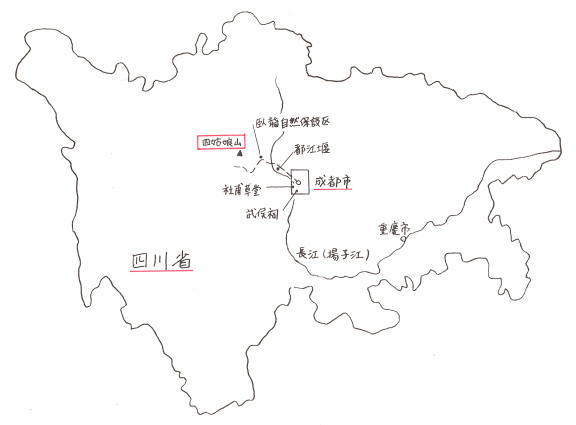 臥龍自然保護区
四姑娘山
都江堰
成都市
杜甫草堂
武侯祠
重慶市
長江(揚子江)
四川省